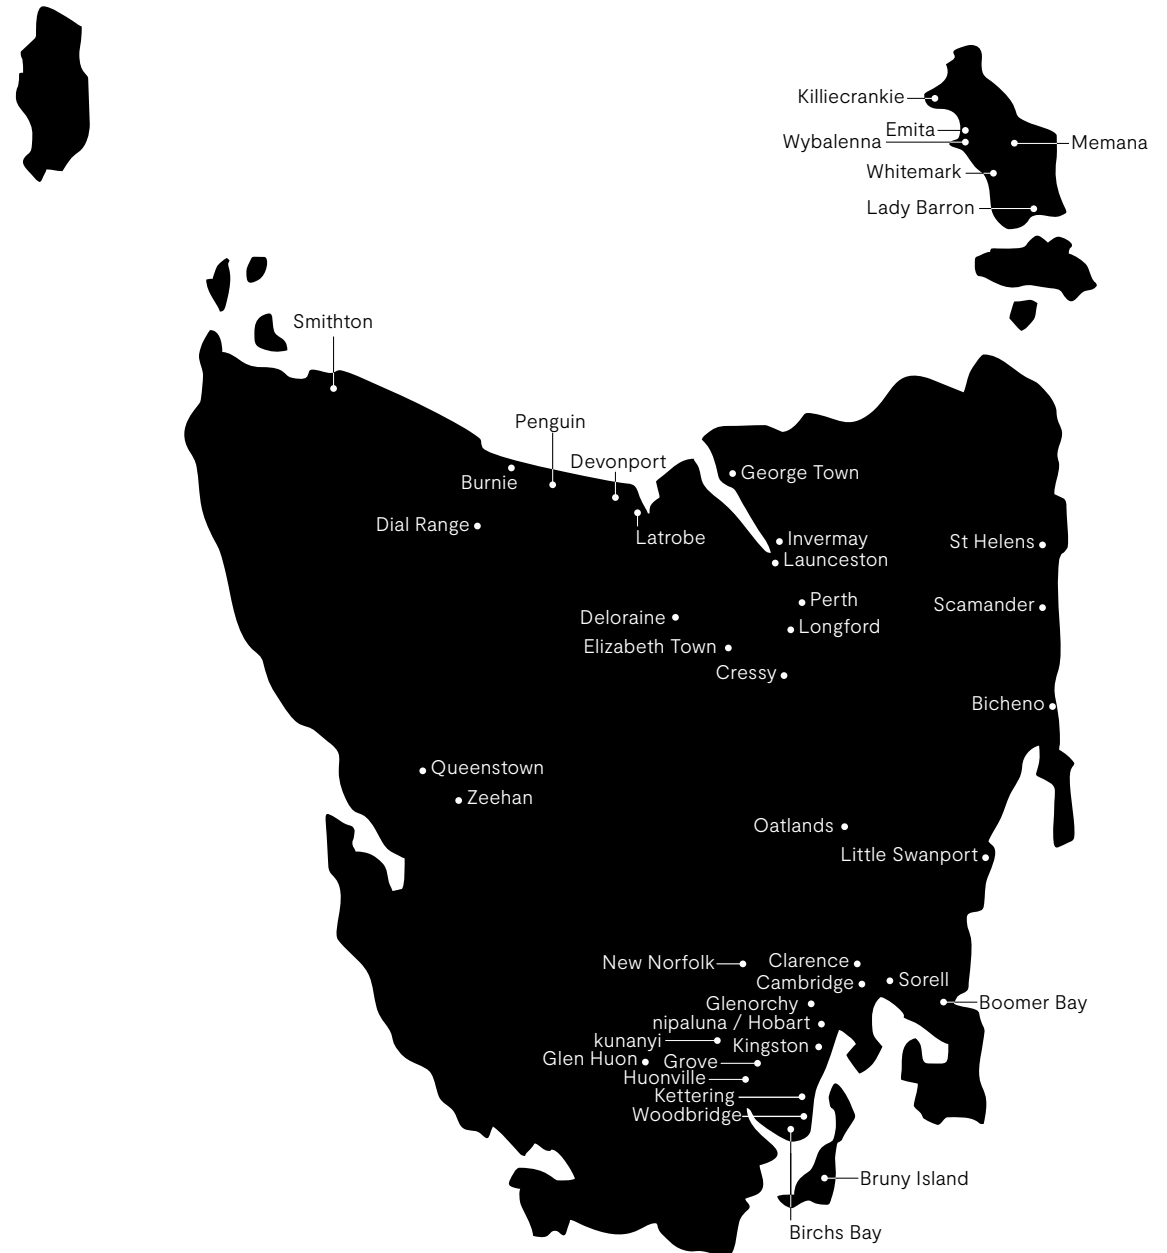 Killiecrankie
Emita
Wybalenna
Memana
Whitemark
Lady Barron
Smithton
Penguin
Devonport
Burnie
George Town
Dial Range
Latrobe
Invermay
St Helens
Launceston
Perth
Scamander
Deloraine
Longford
Elizabeth Town
Cressy
Bicheno
Queenstown
Zeehan
Oatlands
Little Swanport
New Norfolk
Clarence
Cambridge
Sorell
Glenorchy
Boomer Bay
nipaluna / Hobart
kunanyi
Kingston
Glen Huon
Grove
Huonville
Kettering
Woodbridge
Bruny Island
Birchs Bay